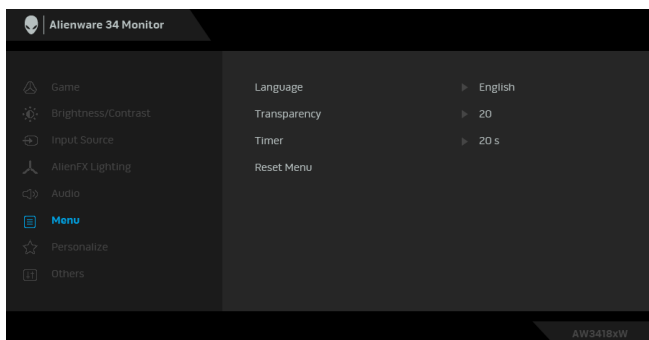 Alienware 34 Monitor
Game
Brightness/Contrast
Input Source
AlienFX Lighting
Audio
Menu
Personalize
Others
Language English
Transparency 20
Timer 20 s
Reset Menu
AW3418xW